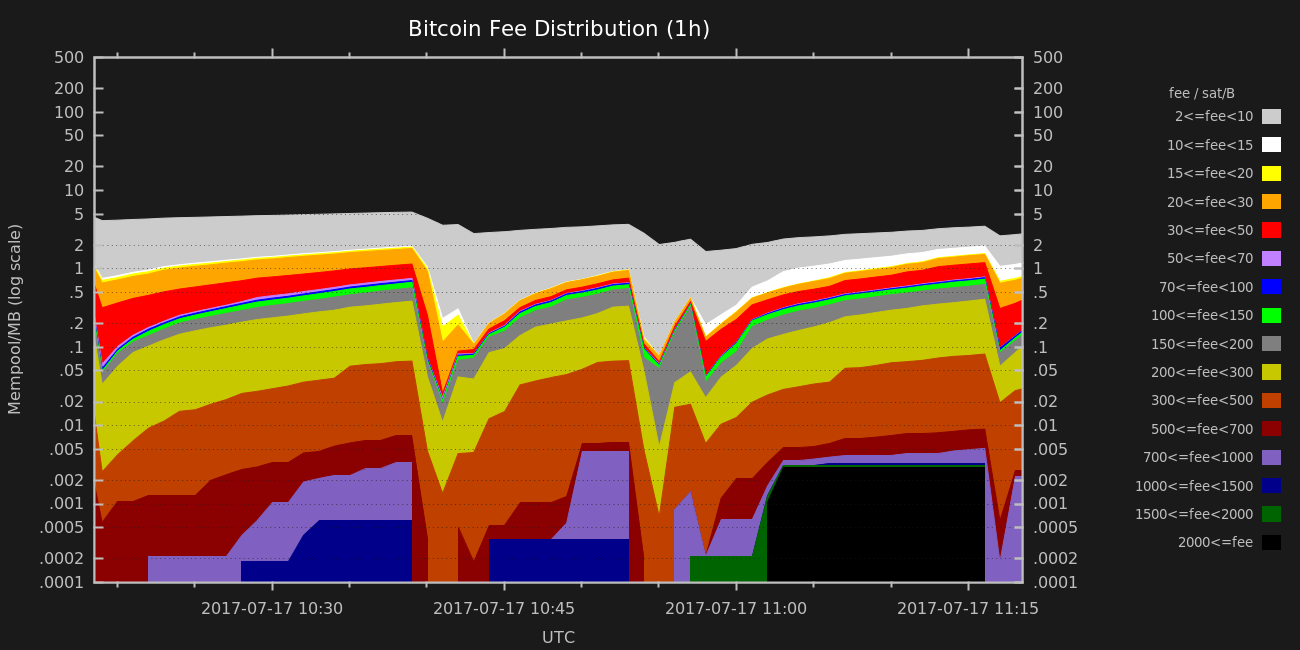 Bitcoin Fee Distribution (1h)
Mempool/MB (log scale)
500
200
100
50
20
10
5
2
1
.5
.2
.1
.05
.02
.01
.005
.002
.001
.0005
.0002
.0001
500
200
100
50
20
10
5
2
1
.5
.2
.1
.05
.02
.01
.005
.002
.001
.0005
.0002
.0001
2017-07-17 10:30
2017-07-17 10:45
2017-07-17 11:00
2017-07-17 11:15
UTC
fee / sat/B
2<=fee<10
10<=fee<15
15<=fee<20
20<=fee<30
30<=fee<50
50<=fee<70
70<=fee<100
100<=fee<150
150<=fee<200
200<=fee<300
300<=fee<500
500<=fee<700
700<=fee<1000
1000<=fee<1500
1500<=fee<2000
2000<=fee